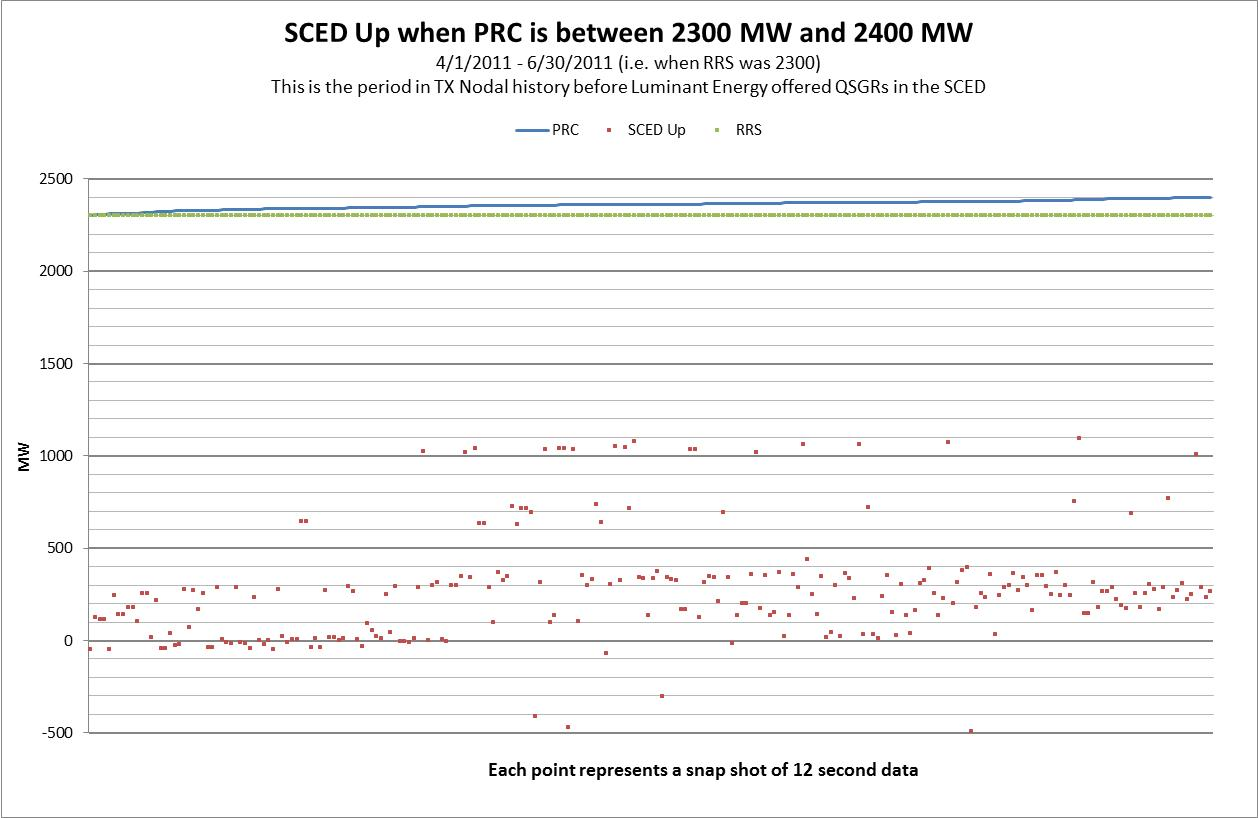 SCED Up when PRC is between 2300 MW and 2400 MW
4/1/2011 - 6/30/2011 (i.e. when RRS was 2300)
This is the period in TX Nodal history before Luminant Energy offered QSGRs in the SCED
PRC SCED Up RRS
2500
2000
1500
1000
500
0
-500
MW
Each point represents a snap shot of 12 second data